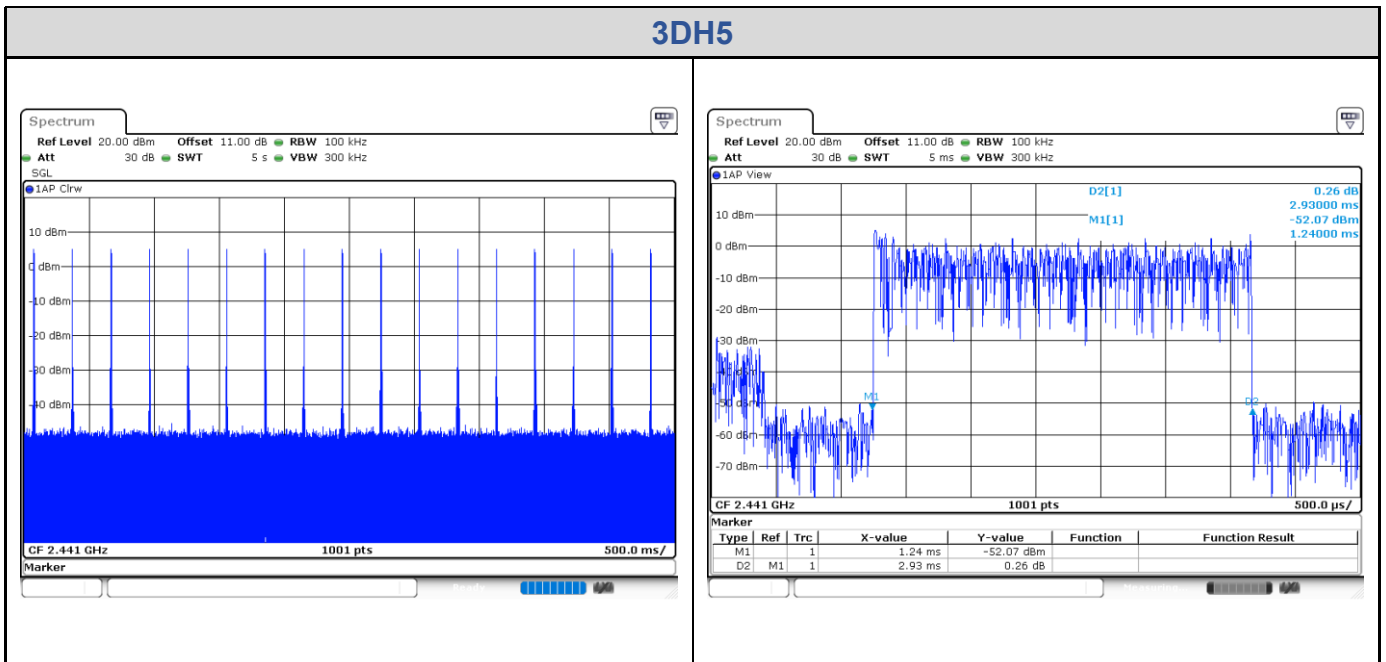 3DH5
Spectrum
Ref Level 20.00 dBm Offset 11.00 dB RBW 100 kHz
Att 30 dB SWT 5 s VBW 300 kHz
SGL
1AP Clrw
10 dBm
0 dBm
-10 dBm
-20 dBm
-30 dBm
-40 dBm
CF 2.441 GHz 1001 pts 500.0 ms/
Marker
Spectrum
Ref Level 20.00 dBm Offset 11.00 dB RBW 100 kHz
Att 30 dB SWT 5 ms VBW 300 kHz
1AP View
D2[1] 0.26 dB
2.93000 ms
M1[1] -52.07 dBm
1.24000 ms
10 dBm
0 dBm
-10 dBm
-20 dBm
-30 dBm
-40 dBm
-50 dBm
-60 dBm
-70 dBm
M1
D2
CF 2.441 GHz 1001 pts 500.0 µs/
Marker
Type Ref Trc X-value Y-value Function Function Result
M1 1 1.24 ms -52.07 dBm
D2 M1 1 2.93 ms 0.26 dB